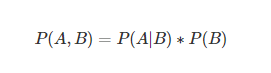 P(A, B) = P(A|B) * P(B)